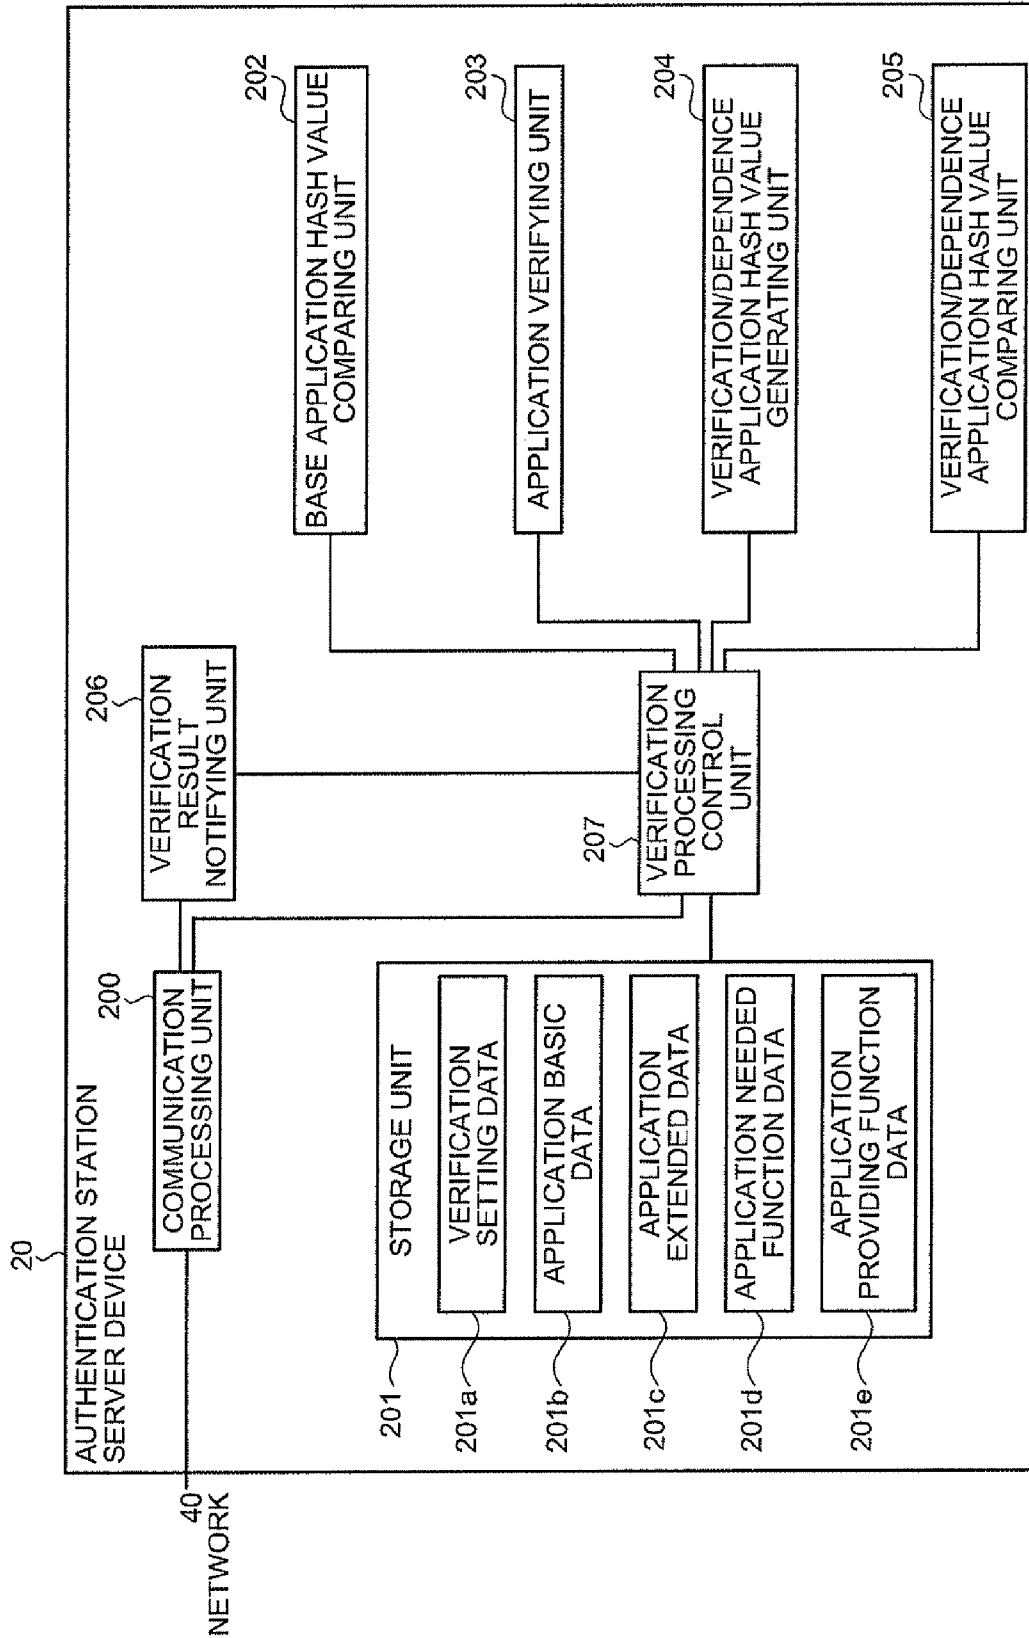 20
AUTHENTICATION STATION
SERVER DEVICE
40
NETWORK
200
COMMUNICATION
PROCESSING UNIT
206
VERIFICATION
RESULT
NOTIFYING UNIT
201
STORAGE UNIT
201a
VERIFICATION
SETTING DATA
201b
APPLICATION BASIC
DATA
201c
APPLICATION
EXTENDED DATA
201d
APPLICATION NEEDED
FUNCTION DATA
201e
APPLICATION
PROVIDING FUNCTION
DATA
207
VERIFICATION
PROCESSING
CONTROL
UNIT
202
BASE APPLICATION HASH VALUE
COMPARING UNIT
203
APPLICATION VERIFYING UNIT
204
VERIFICATION/DEPENDENCE
APPLICATION HASH VALUE
GENERATING UNIT
205
VERIFICATION/DEPENDENCE
APPLICATION HASH VALUE
COMPARING UNIT